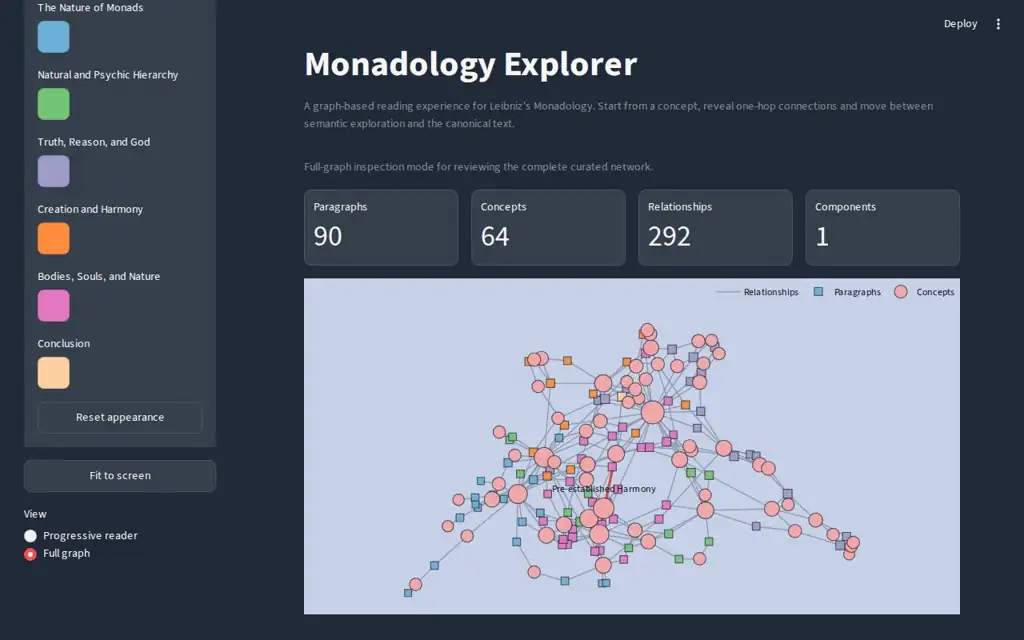 The Nature of Monads
Natural and Psychic Hierarchy
Truth, Reason, and God
Creation and Harmony
Bodies, Souls, and Nature
Conclusion
Reset appearance
Fit to screen
View
Progressive reader
Full graph
Deploy
Monadology Explorer
A graph-based reading experience for Leibniz's Monadology. Start from a concept, reveal one-hop connections and move between
semantic exploration and the canonical text.
Full-graph inspection mode for reviewing the complete curated network.
Paragraphs
90
Concepts
64
Relationships
292
Components
1
Relationships
Paragraphs
Concepts
Pre-established Harmony